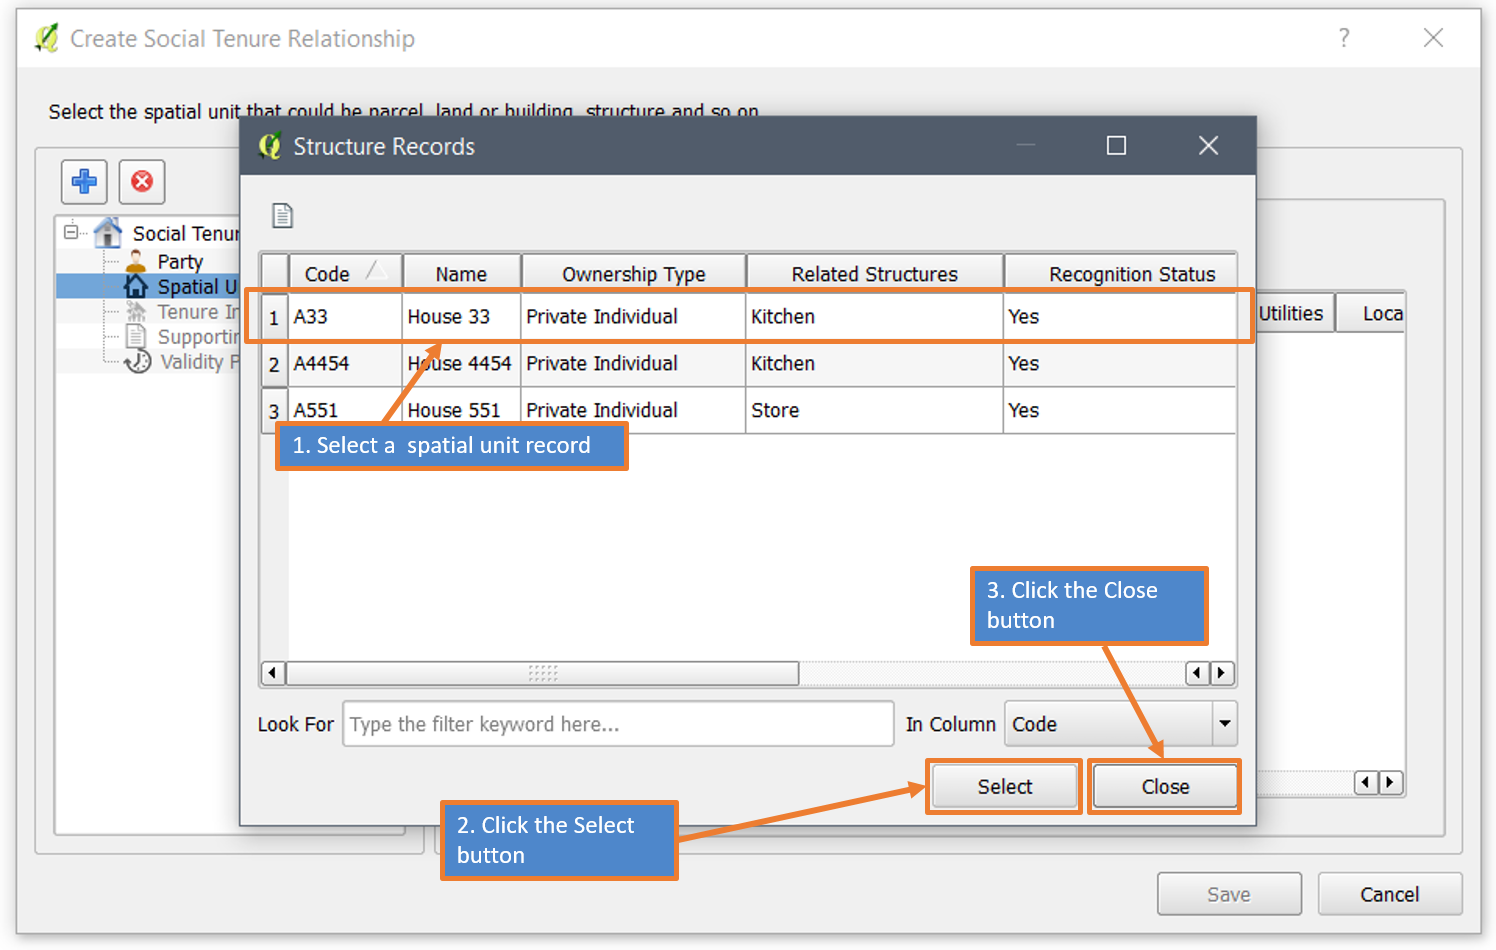 Create Social Tenure Relationship
?
Select the spatial unit that could be parcel, land or building, structure and so on
Structure Records
Social Tenur
Party
Spatial U
Tenure In
Supportin
Validity P
Code Name Ownership Type Related Structures Recognition Status
1 A33 House 33 Private Individual Kitchen Yes
2 A4454 House 4454 Private Individual Kitchen Yes
3 A551 House 551 Private Individual Store Yes
Utilities Loca
1. Select a spatial unit record
3. Click the Close
button
Look For Type the filter keyword here... In Column Code
Select Close
2. Click the Select
button
Save Cancel